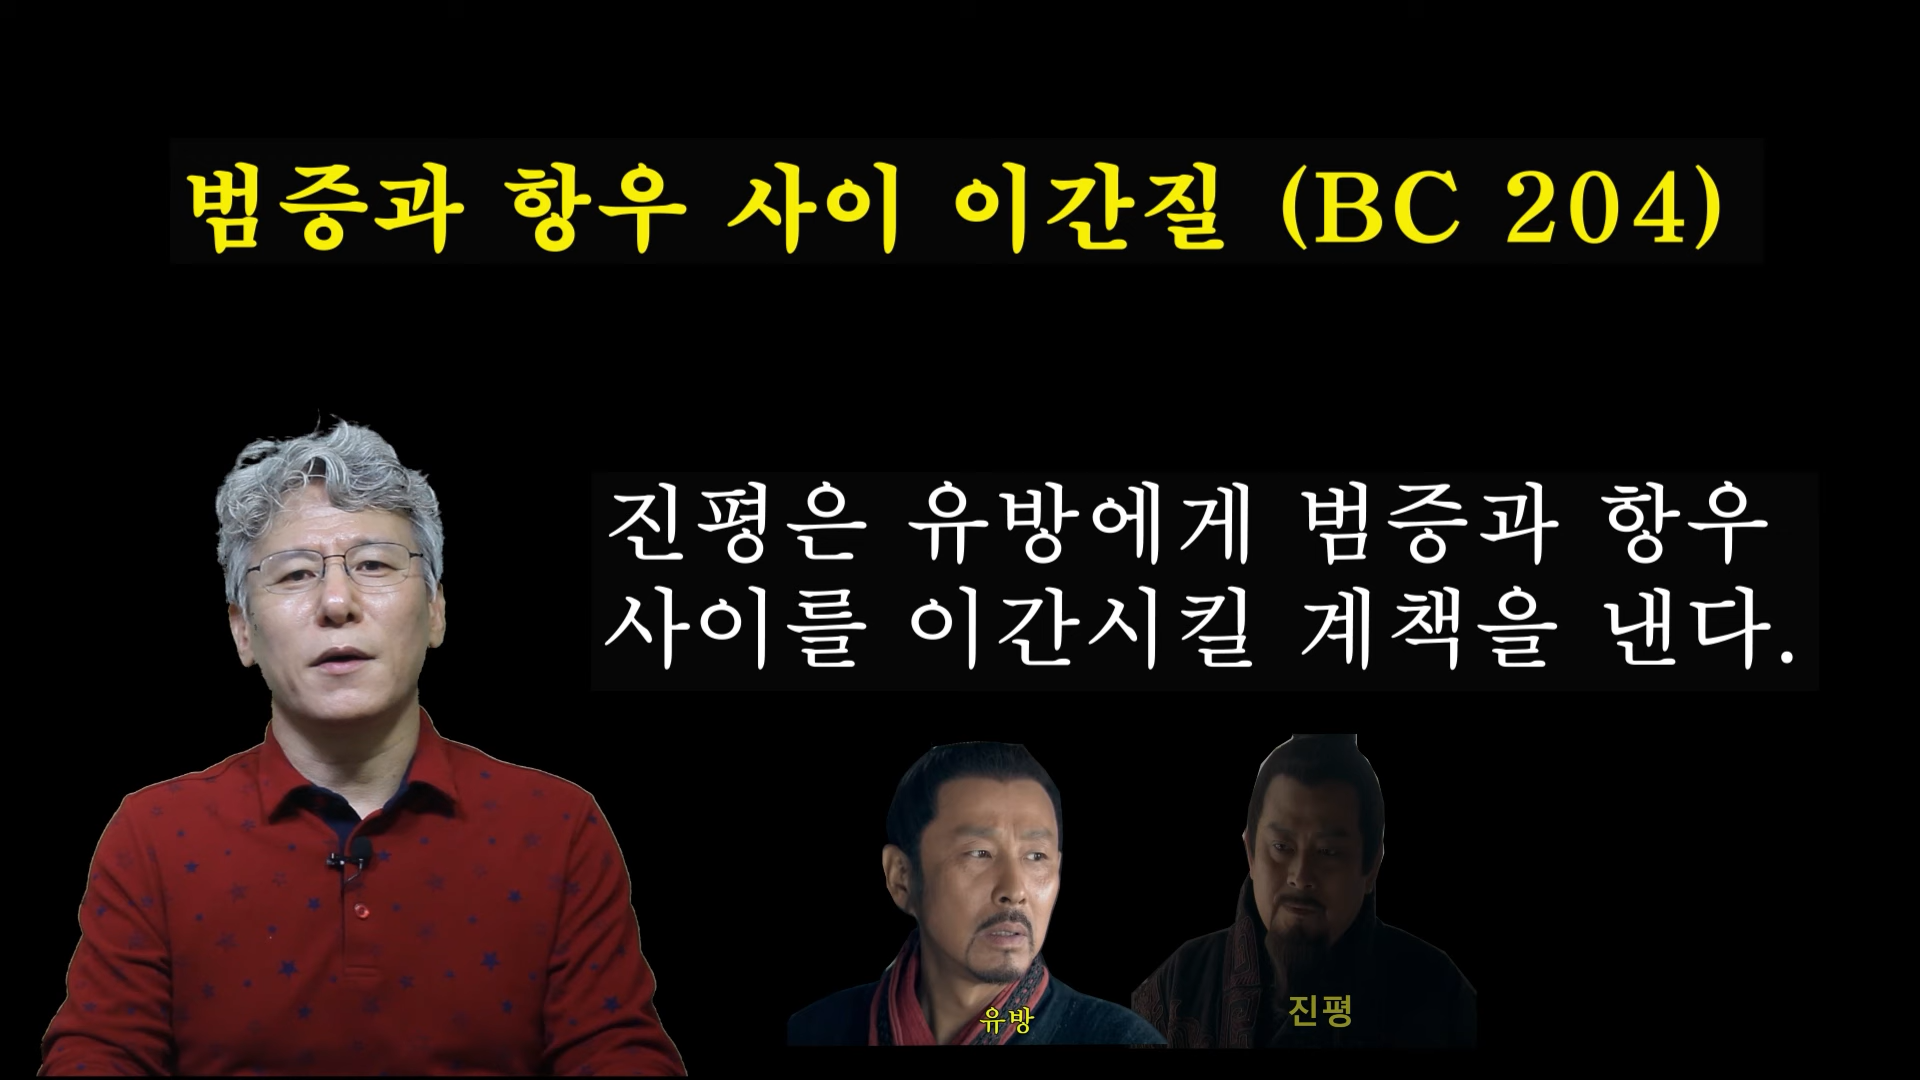 범증과 항우 사이 이간질 (BC 204)
진평은 유방에게 범증과 항우
사이를 이간시킬 계책을 낸다.
유방
진평